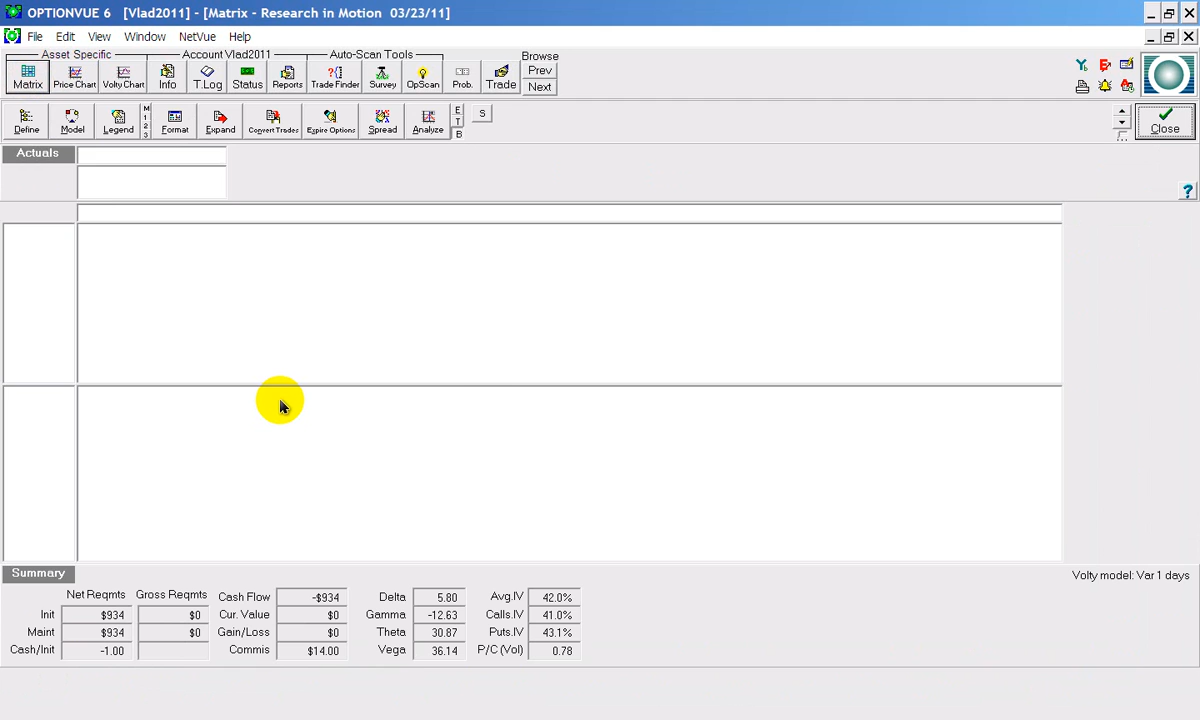 OPTIONVUE 6   [Vlad2011] - [Matrix - Research in Motion  03/23/11]
File Edit View Window NetVue Help
Asset Specific Account Vlad2011 Auto-Scan Tools Browse
Matrix Price Chart Volty Chart Info T.Log Status Reports Trade Finder Survey OpScan Prob. Trade Prev
Next
Define Model Legend M 1 2 3 Format Expand Convert Trades Expire Options Spread Analyze E T B S Close
Actuals
?
Summary Volty model: Var 1 days
Net Reqmts Gross Reqmts Cash Flow -$934 Delta 5.80 Avg.IV 42.0%
Init $934 $0 Cur. Value $0 Gamma -12.63 Calls.IV 41.0%
Maint $934 $0 Gain/Loss $0 Theta 30.87 Puts.IV 43.1%
Cash/Init -1.00 Commis $14.00 Vega 36.14 P/C (Vol) 0.78